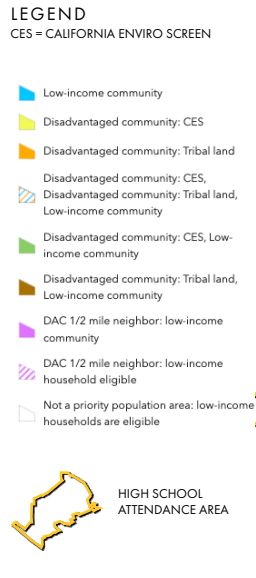 LEGEND
CES = CALIFORNIA ENVIRO SCREEN
Low-income community
Disadvantaged community: CES
Disadvantaged community: Tribal land
Disadvantaged community: CES,
Disadvantaged community: Tribal land,
Low-income community
Disadvantaged community: CES, Low-
income community
Disadvantaged community: Tribal land,
Low-income community
DAC 1/2 mile neighbor: low-income
community
DAC 1/2 mile neighbor: low-income
household eligible
Not a priority population area: low-income
households are eligible
HIGH SCHOOL
ATTENDANCE AREA